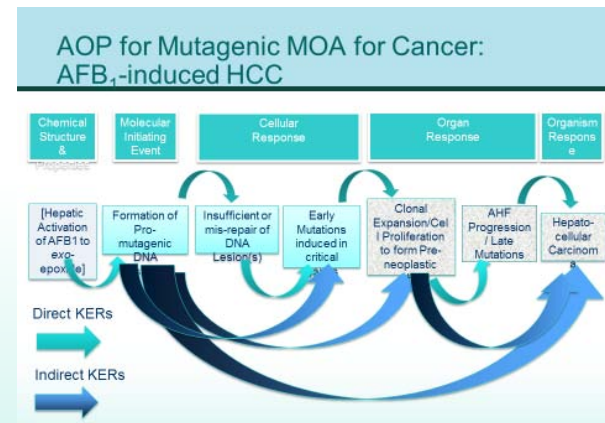 AOP for Mutagenic MOA for Cancer:
AFB₁-induced HCC
Chemical
Structure
&
Properties
Molecular
Initiating
Event
Cellular
Response
Organ
Response
Organism
Respons
e
[Hepatic
Activation
of AFB1 to
exo-
epoxide]
Formation of
Pro-
mutagenic
DNA
Insufficient or
mis-repair of
DNA
Lesion(s)
Early
Mutations
induced in
critical
Clonal
Expansion/Cel
l Proliferation
to form Pre-
neoplastic
AHF
Progression
/ Late
Mutations
Hepato-
cellular
Carcinom
a
Direct KERs
Indirect KERs